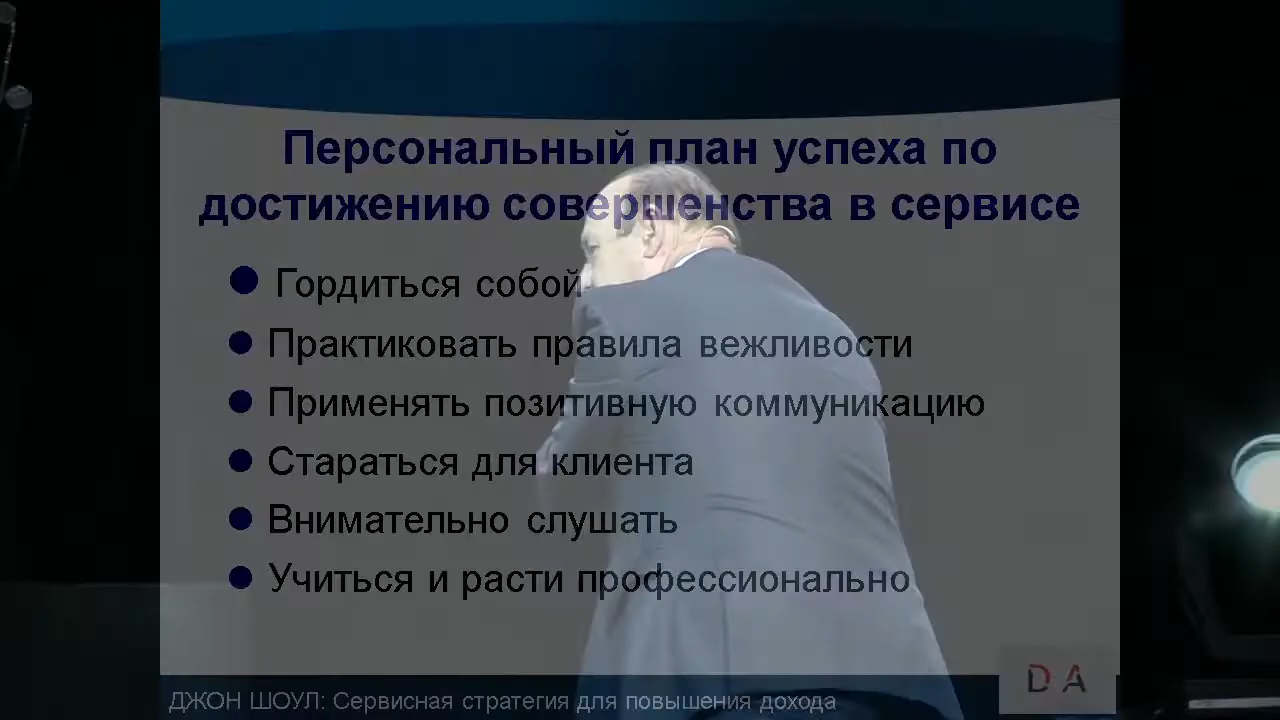 Персональный план успеха по
достижению совершенства в сервисе
Гордиться собой
Практиковать правила вежливости
Применять позитивную коммуникацию
Стараться для клиента
Внимательно слушать
Учиться и расти профессионально
ДЖОН ШОУЛ: Сервисная стратегия для повышения дохода
DA